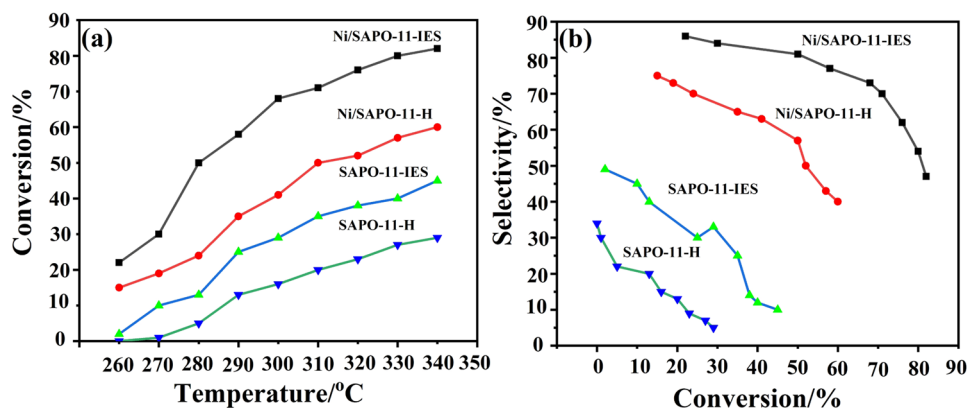 (a)
Ni/SAPO-11-IES
Ni/SAPO-11-H
SAPO-11-IES
SAPO-11-H
Conversion/%
90
80
70
60
50
40
30
20
10
0
260 270 280 290 300 310 320 330 340 350
Temperature/°C
(b)
Ni/SAPO-11-IES
Ni/SAPO-11-H
SAPO-11-IES
SAPO-11-H
Selectivity/%
90
80
70
60
50
40
30
20
10
0
0 10 20 30 40 50 60 70 80 90
Conversion/%